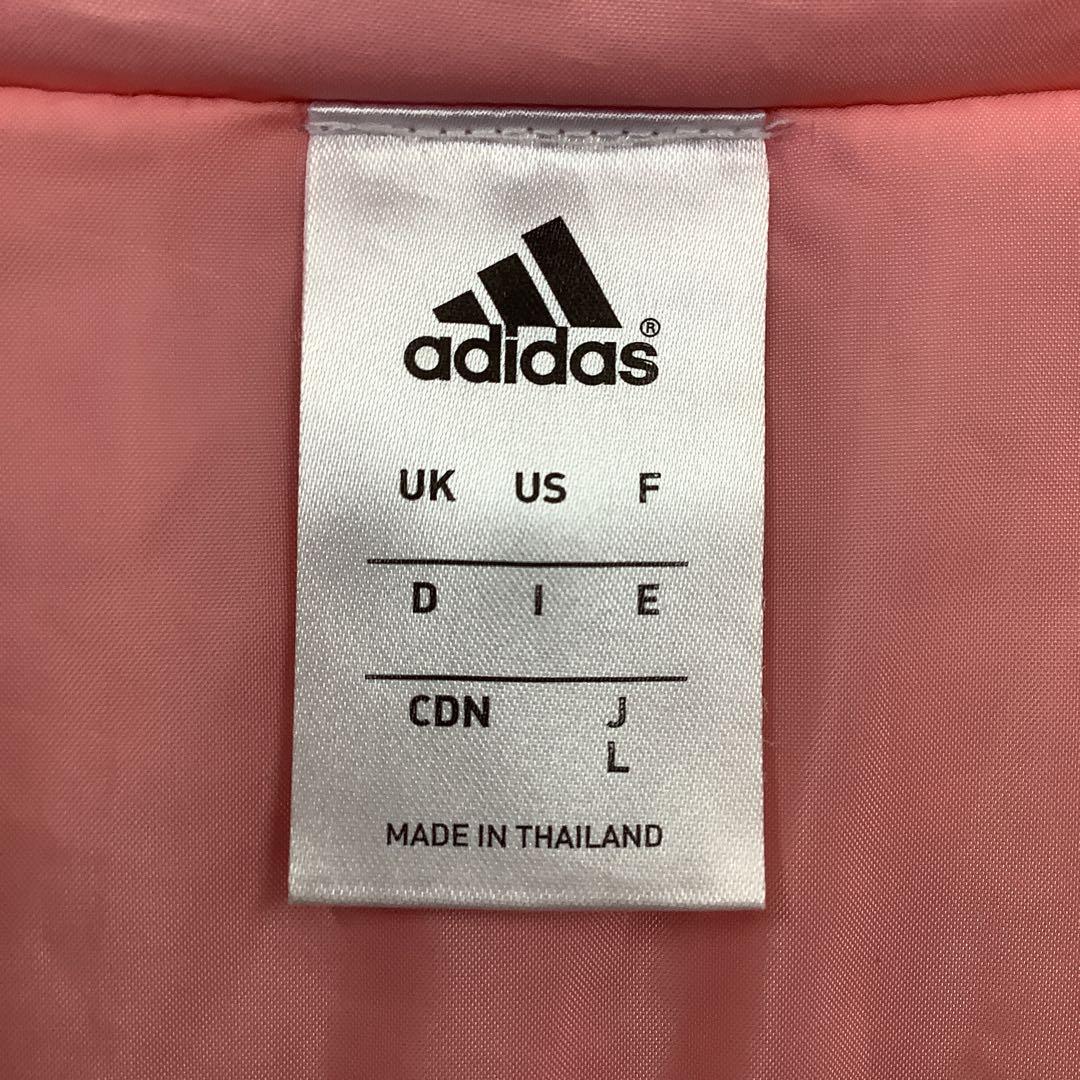 adidas®
UK US F
D I E
CDN J
L
MADE IN THAILAND